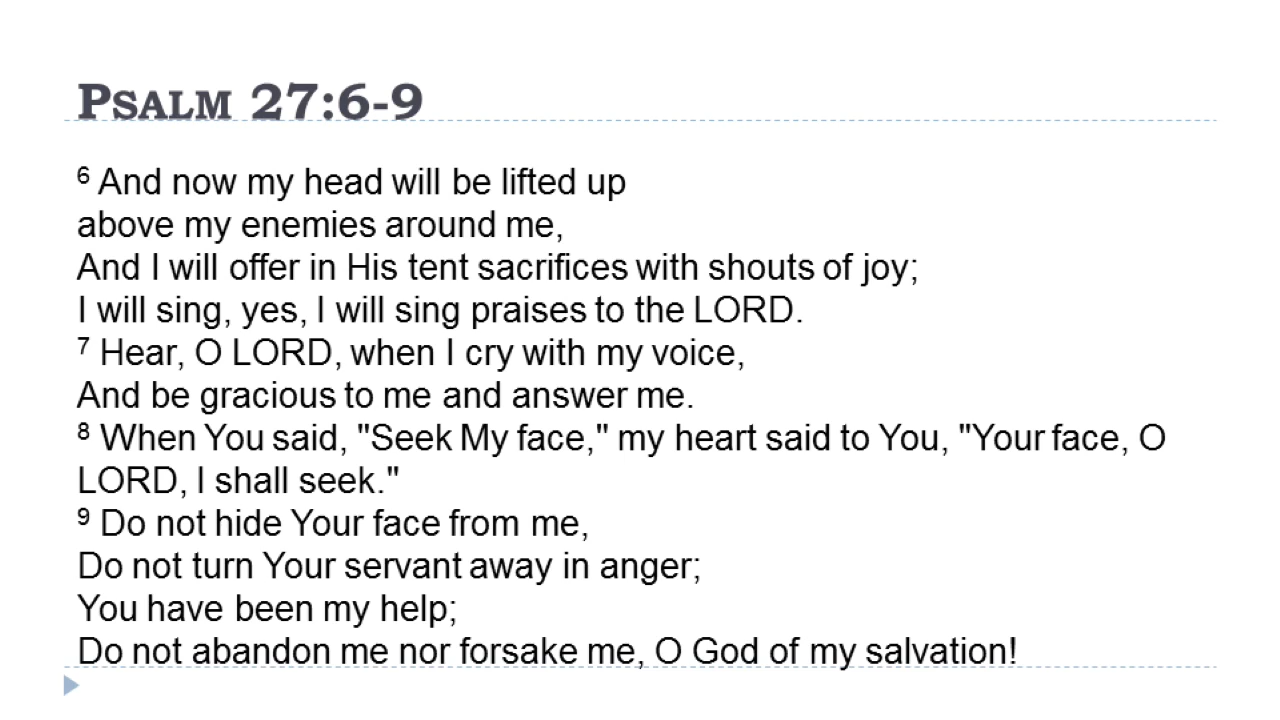 Psalm 27:6-9
6 And now my head will be lifted up
above my enemies around me,
And I will offer in His tent sacrifices with shouts of joy;
I will sing, yes, I will sing praises to the LORD.
7 Hear, O LORD, when I cry with my voice,
And be gracious to me and answer me.
8 When You said, "Seek My face," my heart said to You, "Your face, O
LORD, I shall seek."
9 Do not hide Your face from me,
Do not turn Your servant away in anger;
You have been my help;
Do not abandon me nor forsake me, O God of my salvation!